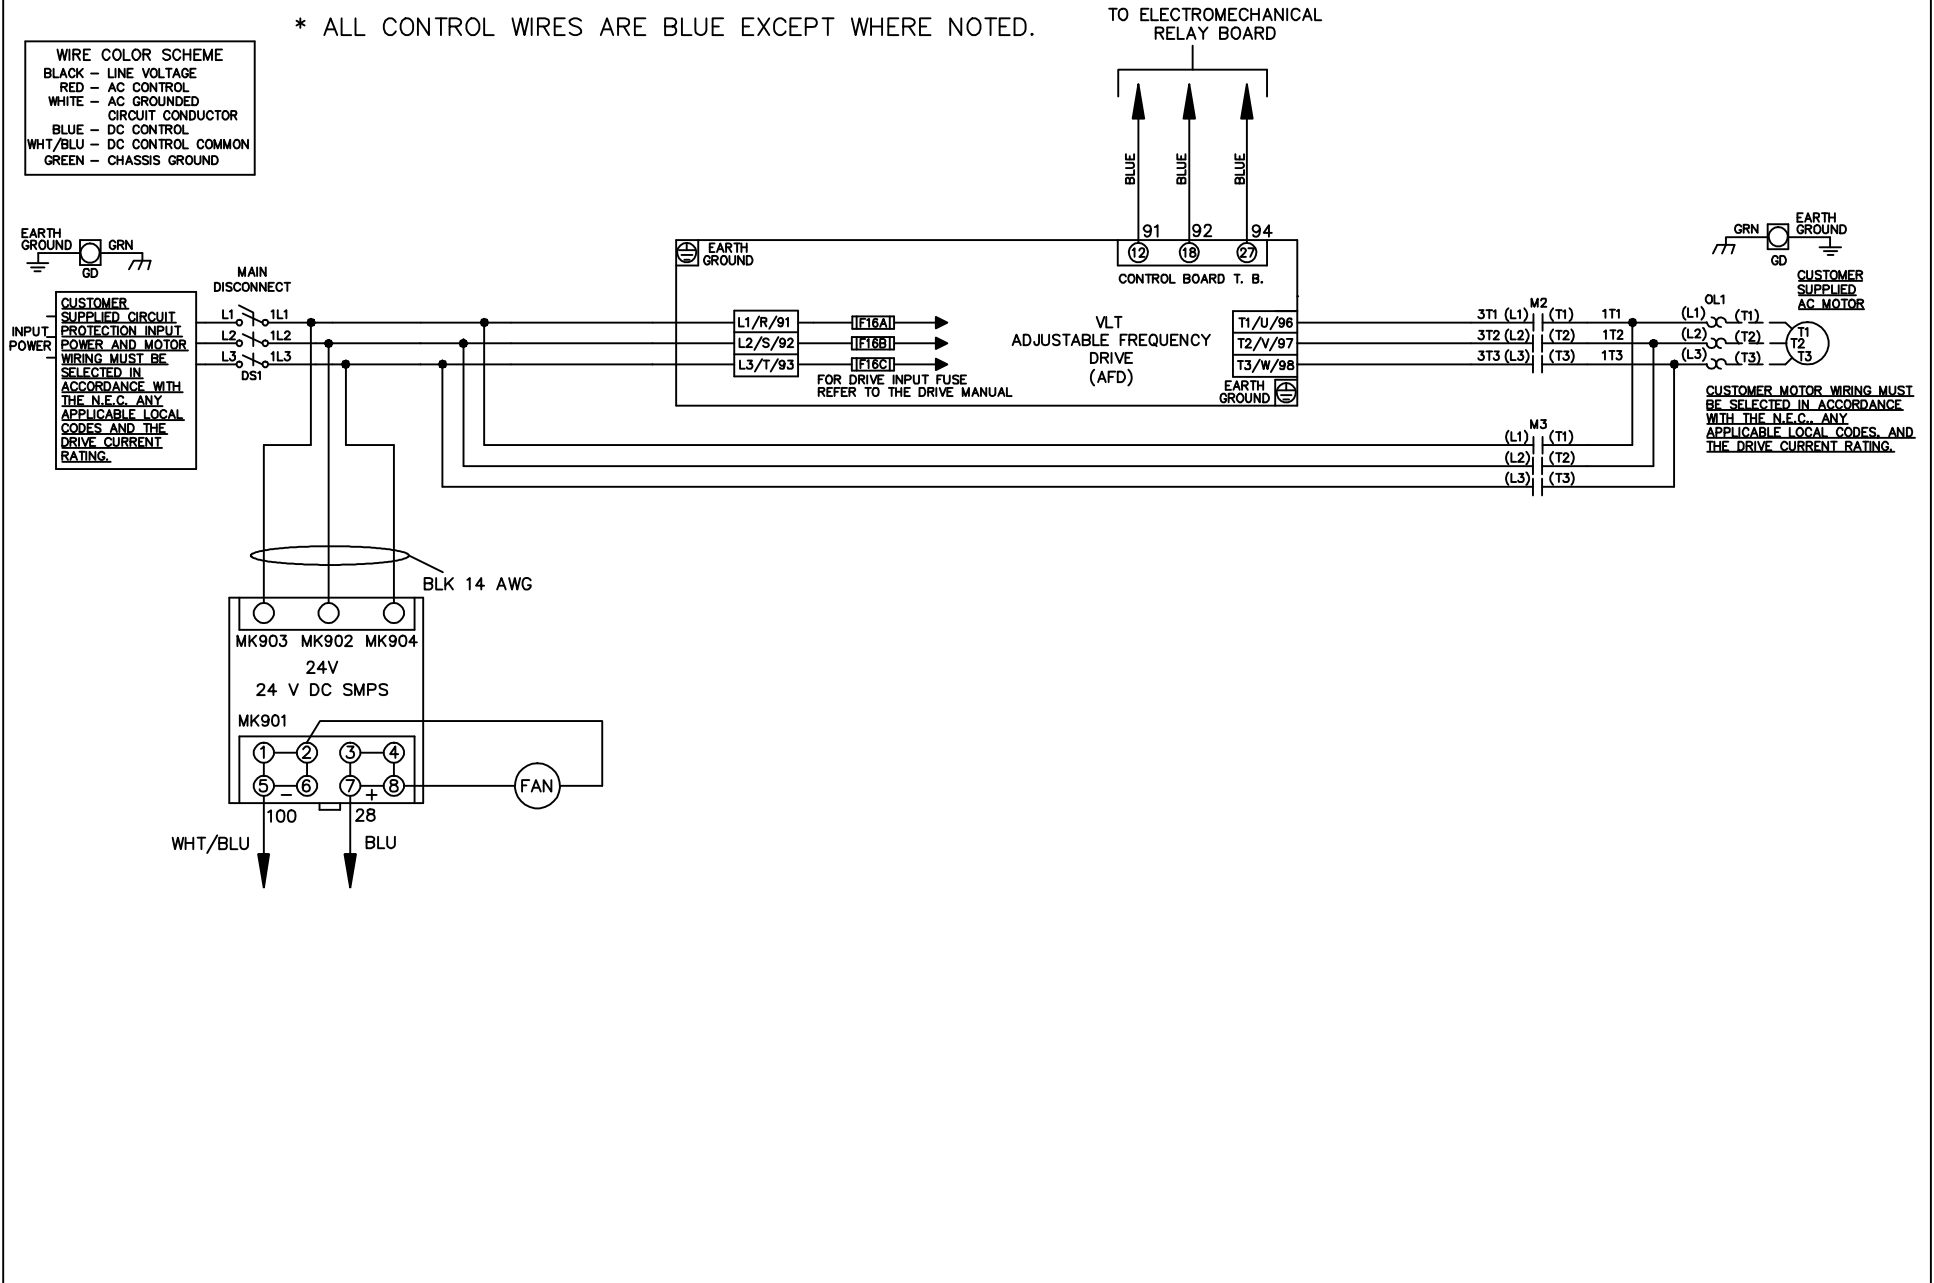 * ALL CONTROL WIRES ARE BLUE EXCEPT WHERE NOTED.
TO ELECTROMECHANICAL
RELAY BOARD
WIRE COLOR SCHEME
BLACK – LINE VOLTAGE
RED – AC CONTROL
WHITE – AC GROUNDED
CIRCUIT CONDUCTOR
BLUE – DC CONTROL
WHT/BLU – DC CONTROL COMMON
GREEN – CHASSIS GROUND
BLUE
BLUE
BLUE
91
92
94
12
18
27
CONTROL BOARD T. B.
EARTH
GROUND
GRN
GD
MAIN
DISCONNECT
INPUT
POWER
CUSTOMER
SUPPLIED CIRCUIT
PROTECTION INPUT
POWER AND MOTOR
WIRING MUST BE
SELECTED IN
ACCORDANCE WITH
THE N.E.C. ANY
APPLICABLE LOCAL
CODES AND THE
DRIVE CURRENT
RATING.
L1 1L1
L2 1L2
L3 1L3
DS1
EARTH
GROUND
L1/R/91
L2/S/92
L3/T/93
F16A
F16B
F16C
FOR DRIVE INPUT FUSE
REFER TO THE DRIVE MANUAL
VLT
ADJUSTABLE FREQUENCY
DRIVE
(AFD)
T1/U/96
T2/V/97
T3/W/98
EARTH
GROUND
M2
3T1 (L1) (T1) 1T1
3T2 (L2) (T2) 1T2
3T3 (L3) (T3) 1T3
M3
(L1) (T1)
(L2) (T2)
(L3) (T3)
OL1
(L1) (T1)
(L2) (T2)
(L3) (T3)
T1
T2
T3
GRN
EARTH
GROUND
GD
CUSTOMER
SUPPLIED
AC MOTOR
CUSTOMER MOTOR WIRING MUST
BE SELECTED IN ACCORDANCE
WITH THE N.E.C., ANY
APPLICABLE LOCAL CODES, AND
THE DRIVE CURRENT RATING.
BLK 14 AWG
MK903 MK902 MK904
24V
24 V DC SMPS
MK901
1 2 3 4
5 – 6 7 + 8
FAN
100
28
WHT/BLU
BLU